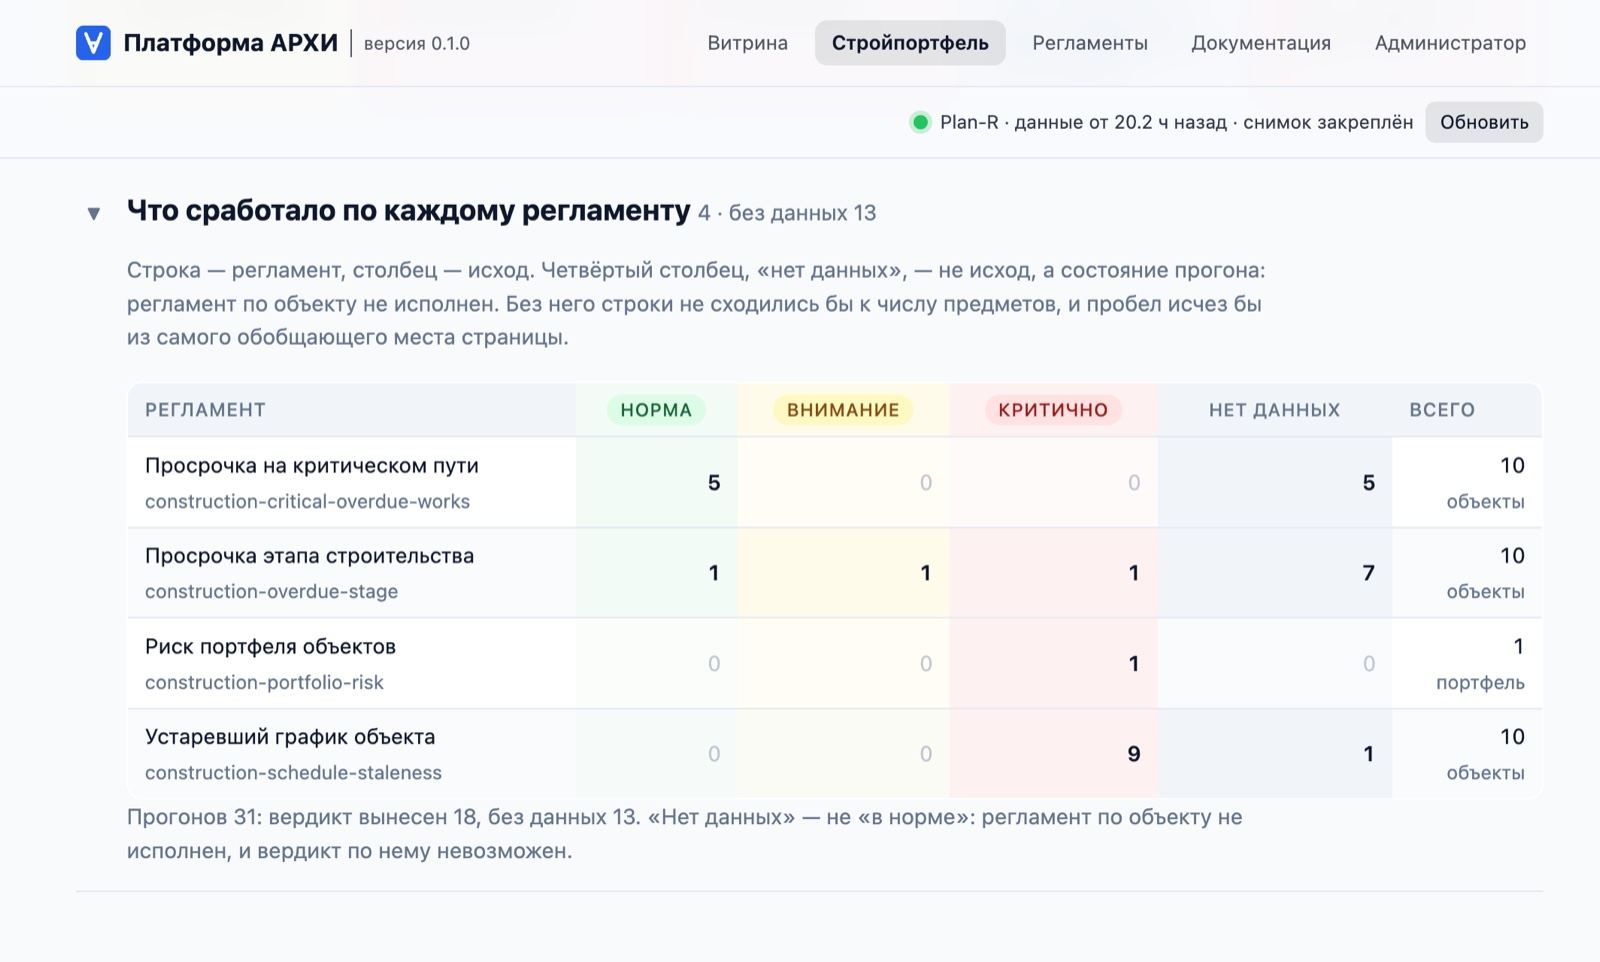 Платформа АРХИ
версия 0.1.0
Витрина
Стройпортфель
Регламенты
Документация
Администратор
Plan-R · данные от 20.2 ч назад · снимок закреплён
Обновить
▼ Что сработало по каждому регламенту 4 · без данных 13
Строка — регламент, столбец — исход. Четвёртый столбец, «нет данных», — не исход, а состояние прогона:
регламент по объекту не исполнен. Без него строки не сходились бы к числу предметов, и пробел исчез бы
из самого обобщающего места страницы.
РЕГЛАМЕНТ НОРМА ВНИМАНИЕ КРИТИЧНО НЕТ ДАННЫХ ВСЕГО
Просрочка на критическом пути
construction-critical-overdue-works
5 0 0 5 10
объекты
Просрочка этапа строительства
construction-overdue-stage
1 1 1 7 10
объекты
Риск портфеля объектов
construction-portfolio-risk
0 0 1 0 1
портфель
Устаревший график объекта
construction-schedule-staleness
0 0 9 1 10
объекты
Прогонов 31: вердикт вынесен 18, без данных 13. «Нет данных» — не «в норме»: регламент по объекту не
исполнен, и вердикт по нему невозможен.